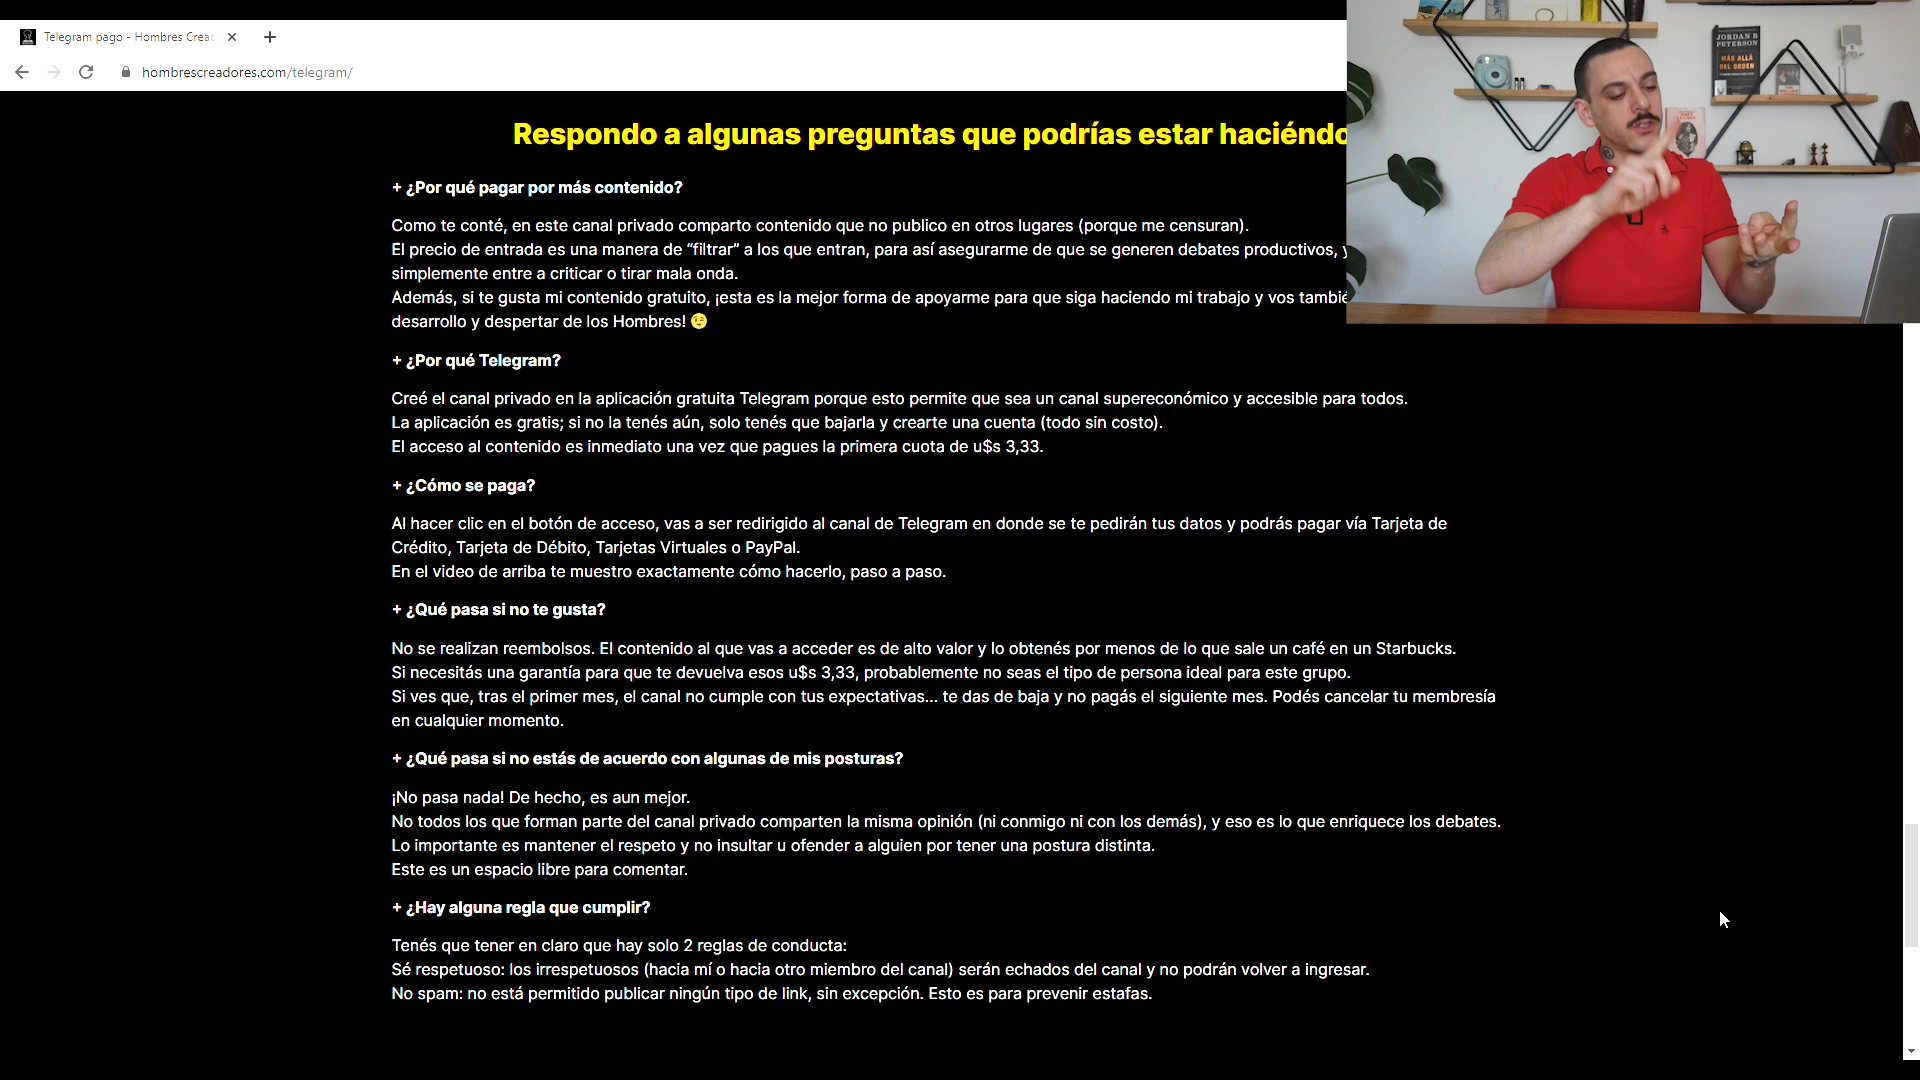 Telegram pago - Hombres Crea
hombrescreadores.com/telegram/
JORDAN B
PETERSON
MÁS ALLÁ
DEL ORDEN
Respondo a algunas preguntas que podrías estar haciéndo
+ ¿Por qué pagar por más contenido?
Como te conté, en este canal privado comparto contenido que no publico en otros lugares (porque me censuran).
El precio de entrada es una manera de “filtrar” a los que entran, para así asegurarme de que se generen debates productivos, y
simplemente entre a criticar o tirar mala onda.
Además, si te gusta mi contenido gratuito, ¡esta es la mejor forma de apoyarme para que siga haciendo mi trabajo y vos tambié
desarrollo y despertar de los Hombres! 😉
+ ¿Por qué Telegram?
Creé el canal privado en la aplicación gratuita Telegram porque esto permite que sea un canal supereconómico y accesible para todos.
La aplicación es gratis; si no la tenés aún, solo tenés que bajarla y crearte una cuenta (todo sin costo).
El acceso al contenido es inmediato una vez que pagues la primera cuota de u$s 3,33.
+ ¿Cómo se paga?
Al hacer clic en el botón de acceso, vas a ser redirigido al canal de Telegram en donde se te pedirán tus datos y podrás pagar vía Tarjeta de
Crédito, Tarjeta de Débito, Tarjetas Virtuales o PayPal.
En el video de arriba te muestro exactamente cómo hacerlo, paso a paso.
+ ¿Qué pasa si no te gusta?
No se realizan reembolsos. El contenido al que vas a acceder es de alto valor y lo obtenés por menos de lo que sale un café en un Starbucks.
Si necesitás una garantía para que te devuelva esos u$s 3,33, probablemente no seas el tipo de persona ideal para este grupo.
Si ves que, tras el primer mes, el canal no cumple con tus expectativas... te das de baja y no pagás el siguiente mes. Podés cancelar tu membresía
en cualquier momento.
+ ¿Qué pasa si no estás de acuerdo con algunas de mis posturas?
¡No pasa nada! De hecho, es aun mejor.
No todos los que forman parte del canal privado comparten la misma opinión (ni conmigo ni con los demás), y eso es lo que enriquece los debates.
Lo importante es mantener el respeto y no insultar u ofender a alguien por tener una postura distinta.
Este es un espacio libre para comentar.
+ ¿Hay alguna regla que cumplir?
Tenés que tener en claro que hay solo 2 reglas de conducta:
Sé respetuoso: los irrespetuosos (hacia mí o hacia otro miembro del canal) serán echados del canal y no podrán volver a ingresar.
No spam: no está permitido publicar ningún tipo de link, sin excepción. Esto es para prevenir estafas.